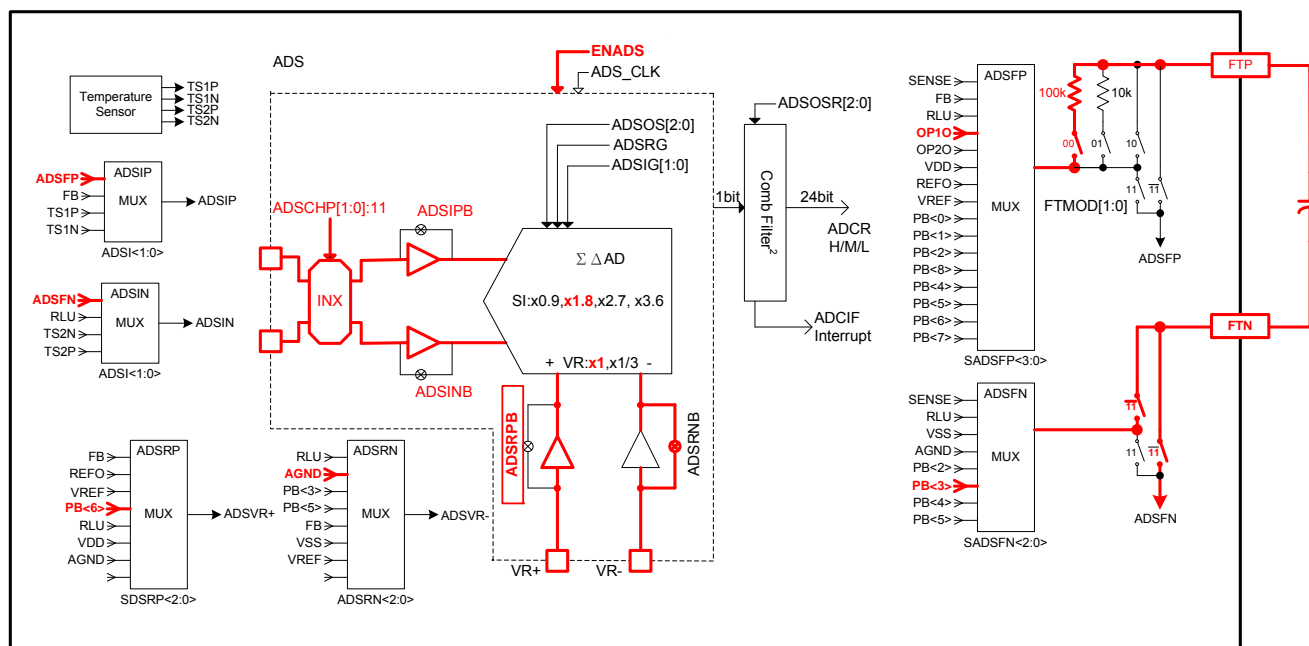 ADS
ENADS
ADS_CLK
Temperature
Sensor
TS1P
TS1N
TS2P
TS2N
ADSFP
FB
TS1P
TS1N
ADSIP
MUX
ADSIP
ADSI<1:0>
ADSFN
RLU
TS2N
TS2P
ADSIN
MUX
ADSIN
ADSI<1:0>
ADSCHP[1:0]:11
INX
ADSIPB
ADSINB
ADSOS[2:0]
ADSRG
ADSIG[1:0]
Σ Δ AD
SI:x0.9,x1.8,x2.7, x3.6
+ VR:x1,x1/3 -
ADSRPB
ADSRNB
VR+
VR-
1bit
ADSOSR[2:0]
Comb Filter2
24bit
ADCR
H/M/L
ADCIF
Interrupt
FB
REFO
VREF
PB<6>
RLU
VDD
AGND
ADSRP
MUX
ADSVR+
SDSRP<2:0>
RLU
AGND
PB<3>
PB<5>
FB
VSS
VREF
ADSRN
MUX
ADSVR-
ADSRN<2:0>
SENSE
FB
RLU
OP1O
OP2O
VDD
REFO
VREF
PB<0>
PB<1>
PB<2>
PB<8>
PB<4>
PB<5>
PB<6>
PB<7>
ADSFP
MUX
SADSFP<3:0>
100k
10k
00
01
10
11
11
FTMOD[1:0]
ADSFP
FTP
SENSE
RLU
VSS
AGND
PB<2>
PB<3>
PB<4>
PB<5>
ADSFN
MUX
SADSFN<2:0>
11
11
11
ADSFN
FTN